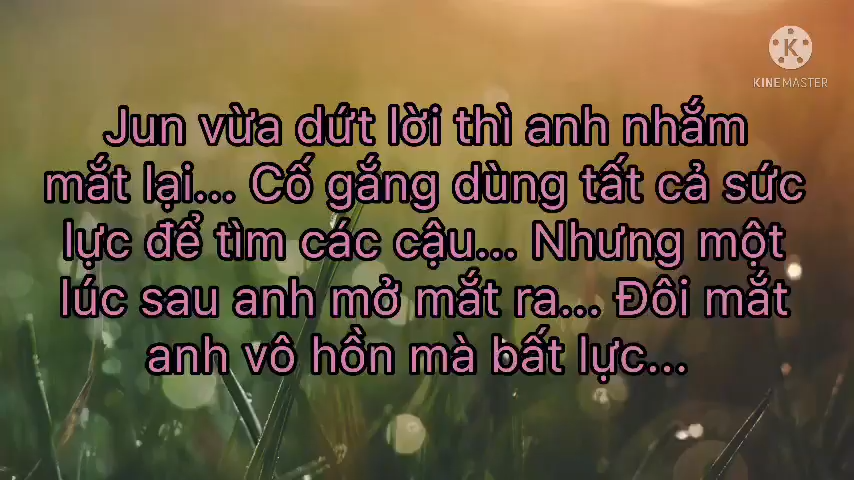 KINEMASTER
Jun vừa dứt lời thì anh nhắm
mắt lại... Cố gắng dùng tất cả sức
lực để tìm các cậu... Nhưng một
lúc sau anh mở mắt ra... Đôi mắt
anh vô hồn mà bất lực...